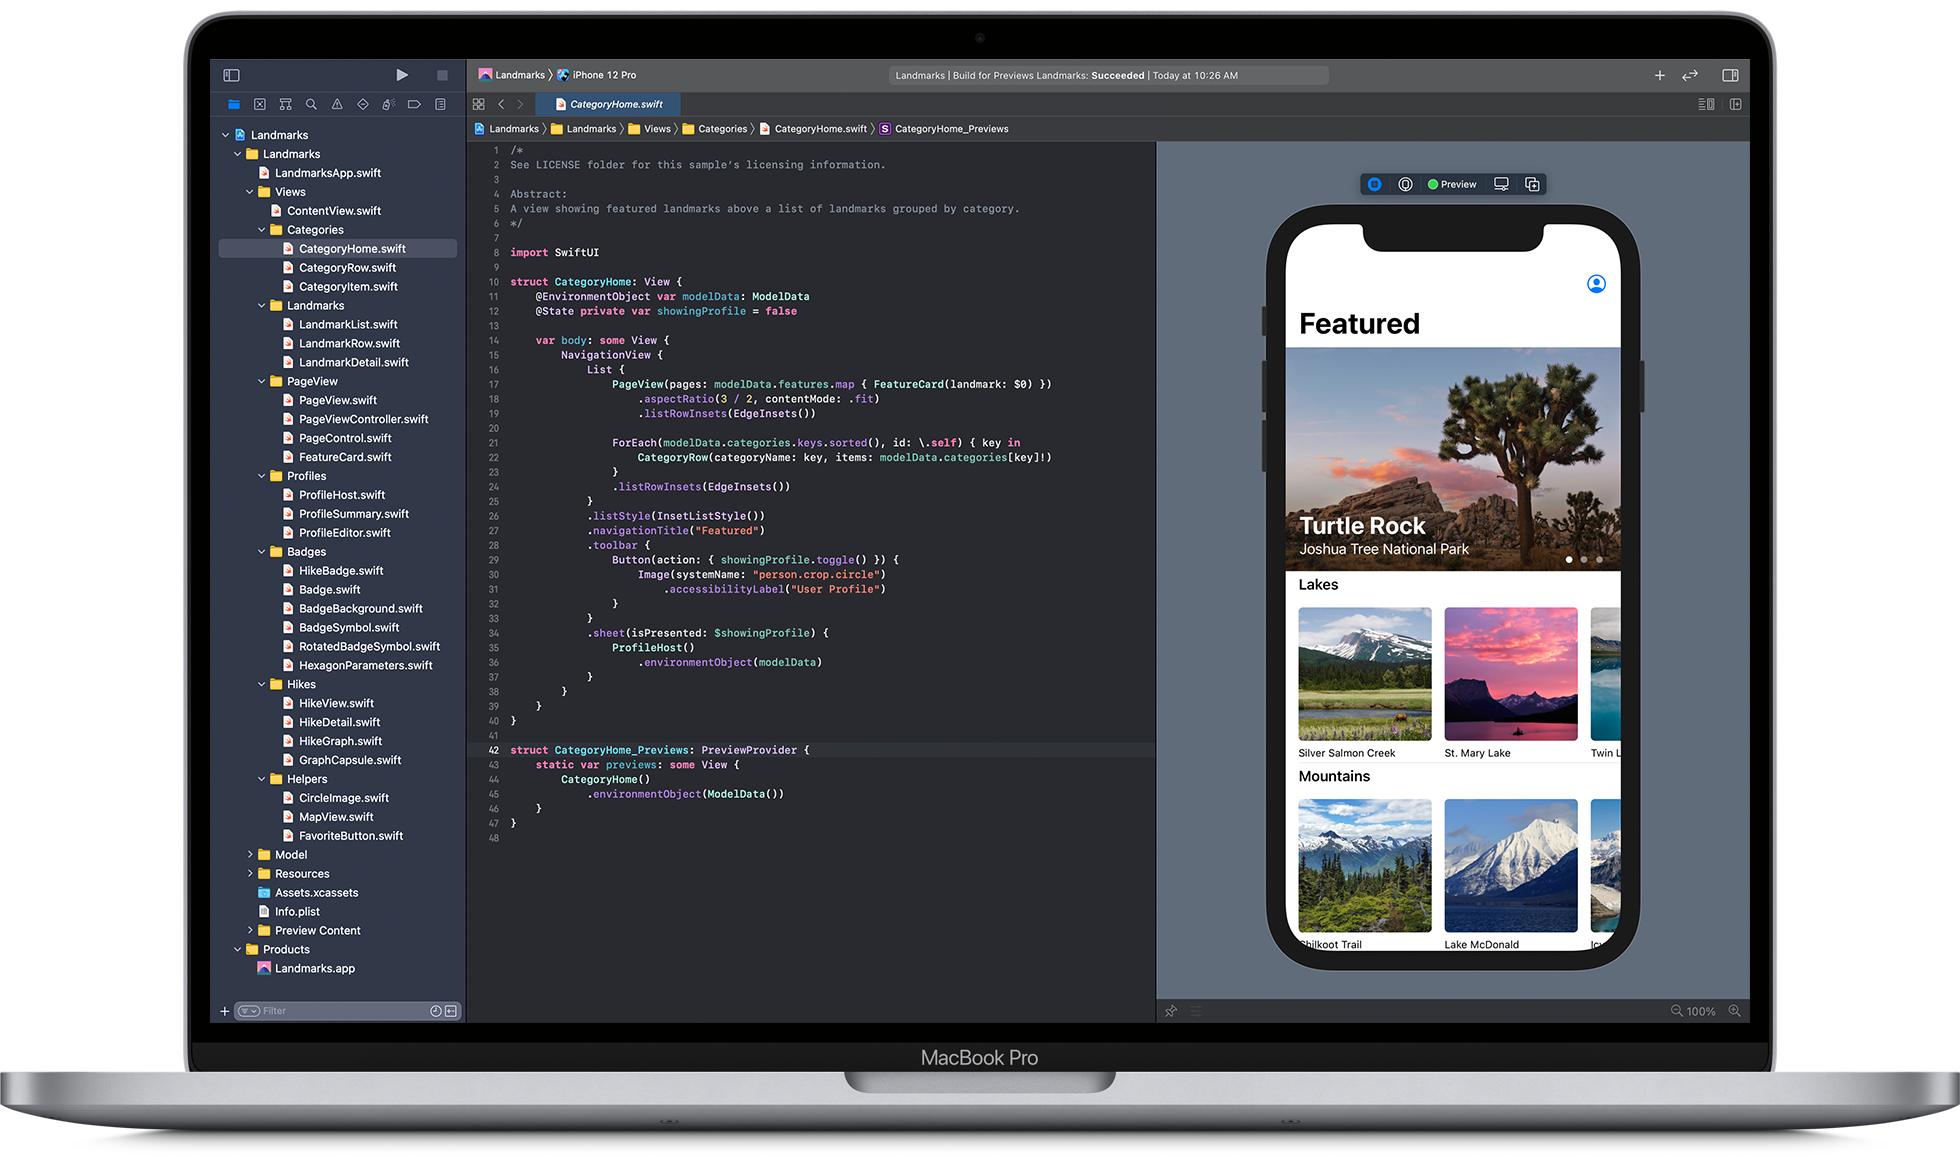 Landmarks
iPhone 12 Pro
Landmarks | Build for Previews Landmarks: Succeeded | Today at 10:26 AM
CategoryHome.swift
Landmarks
Landmarks
Views
Categories
CategoryHome.swift
S
CategoryHome_Previews
Landmarks
Landmarks
LandmarksApp.swift
Views
ContentView.swift
Categories
CategoryHome.swift
CategoryRow.swift
CategoryItem.swift
Landmarks
LandmarkList.swift
LandmarkRow.swift
LandmarkDetail.swift
PageView
PageView.swift
PageViewController.swift
PageControl.swift
FeatureCard.swift
Profiles
ProfileHost.swift
ProfileSummary.swift
ProfileEditor.swift
Badges
HikeBadge.swift
Badge.swift
BadgeBackground.swift
BadgeSymbol.swift
RotatedBadgeSymbol.swift
HexagonParameters.swift
Hikes
HikeView.swift
HikeDetail.swift
HikeGraph.swift
GraphCapsule.swift
Helpers
CircleImage.swift
MapView.swift
FavoriteButton.swift
Model
Resources
Assets.xcassets
Info.plist
Preview Content
Products
Landmarks.app
Filter
1 /*
2 See LICENSE folder for this sample's licensing information.
3
4 Abstract:
5 A view showing featured landmarks above a list of landmarks grouped by category.
6 */
7
8 import SwiftUI
9
10 struct CategoryHome: View {
11 @EnvironmentObject var modelData: ModelData
12 @State private var showingProfile = false
13
14 var body: some View {
15 NavigationView {
16 List {
17 PageView(pages: modelData.features.map { FeatureCard(landmark: $0) })
18 .aspectRatio(3 / 2, contentMode: .fit)
19 .listRowInsets(EdgeInsets())
20
21 ForEach(modelData.categories.keys.sorted(), id: \.self) { key in
22 CategoryRow(categoryName: key, items: modelData.categories[key]!)
23 }
24 .listRowInsets(EdgeInsets())
25 }
26 .listStyle(InsetListStyle())
27 .navigationTitle("Featured")
28 .toolbar {
29 Button(action: { showingProfile.toggle() }) {
30 Image(systemName: "person.crop.circle")
31 .accessibilityLabel("User Profile")
32 }
33 }
34 .sheet(isPresented: $showingProfile) {
35 ProfileHost()
36 .environmentObject(modelData)
37 }
38 }
39 }
40 }
41
42 struct CategoryHome_Previews: PreviewProvider {
43 static var previews: some View {
44 CategoryHome()
45 .environmentObject(ModelData())
46 }
47 }
48
Preview
Featured
Turtle Rock
Joshua Tree National Park
Lakes
Silver Salmon Creek
St. Mary Lake
Twin L
Mountains
Chilkoot Trail
Lake McDonald
Icy
100%
MacBook Pro